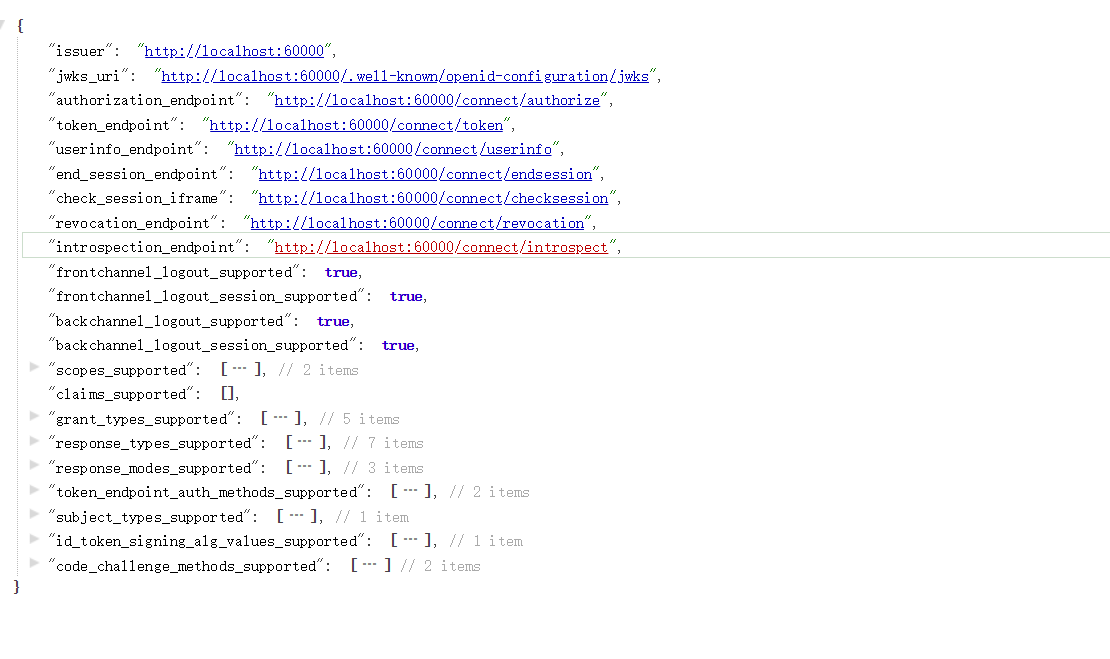 {
"issuer": "http://localhost:60000",
"jwks_uri": "http://localhost:60000/.well-known/openid-configuration/jwks",
"authorization_endpoint": "http://localhost:60000/connect/authorize",
"token_endpoint": "http://localhost:60000/connect/token",
"userinfo_endpoint": "http://localhost:60000/connect/userinfo",
"end_session_endpoint": "http://localhost:60000/connect/endsession",
"check_session_iframe": "http://localhost:60000/connect/checksession",
"revocation_endpoint": "http://localhost:60000/connect/revocation",
"introspection_endpoint": "http://localhost:60000/connect/introspect",
"frontchannel_logout_supported": true,
"frontchannel_logout_session_supported": true,
"backchannel_logout_supported": true,
"backchannel_logout_session_supported": true,
"scopes_supported": [ ··· ], // 2 items
"claims_supported": [],
"grant_types_supported": [ ··· ], // 5 items
"response_types_supported": [ ··· ], // 7 items
"response_modes_supported": [ ··· ], // 3 items
"token_endpoint_auth_methods_supported": [ ··· ], // 2 items
"subject_types_supported": [ ··· ], // 1 item
"id_token_signing_alg_values_supported": [ ··· ], // 1 item
"code_challenge_methods_supported": [ ··· ] // 2 items
}